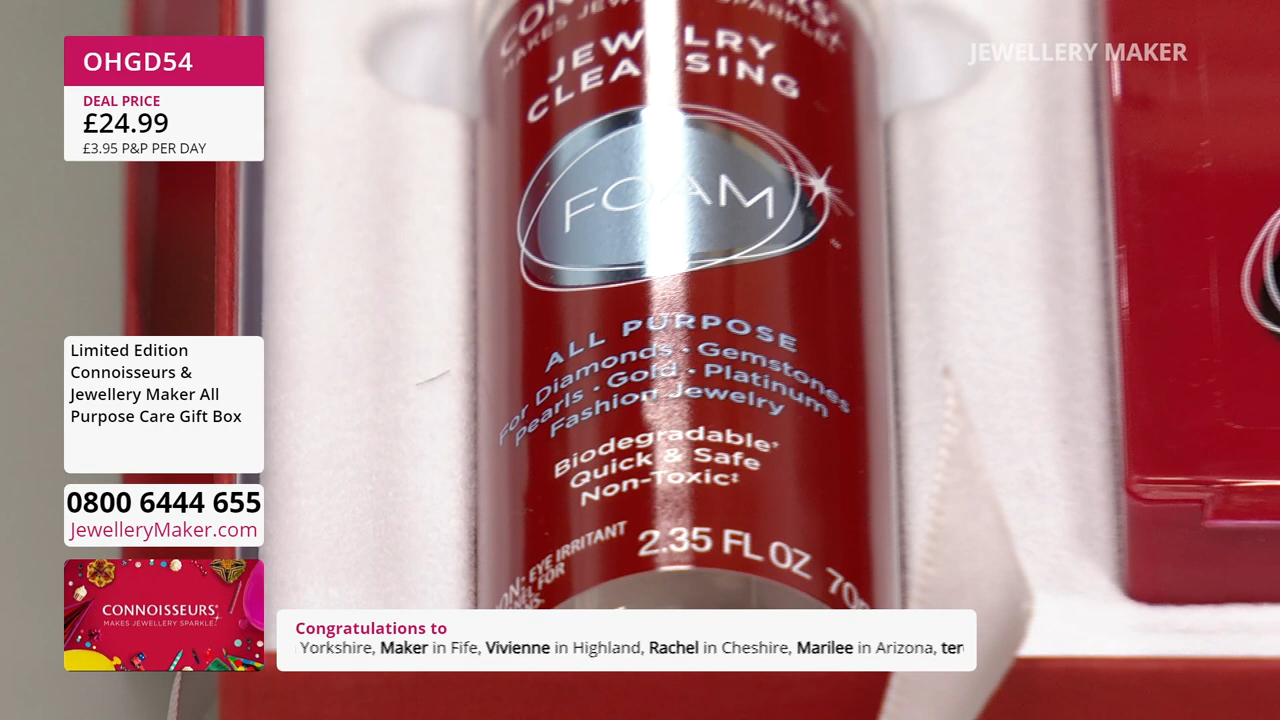 OHGD54
DEAL PRICE
£24.99
£3.95 P&P PER DAY
JEWELLERY MAKER
JEWELRY
CLEANSING
FOAM
ALL PURPOSE
For Diamonds · Gemstones
Pearls · Gold · Platinum
Fashion Jewelry
Biodegradable†
Quick & Safe
Non-Toxic‡
EYE IRRITANT
2.35 FL OZ
Limited Edition
Connoisseurs &
Jewellery Maker All
Purpose Care Gift Box
0800 6444 655
JewelleryMaker.com
CONNOISSEURS
MAKES JEWELLERY SPARKLE
Congratulations to
Yorkshire, Maker in Fife, Vivienne in Highland, Rachel in Cheshire, Marilee in Arizona,